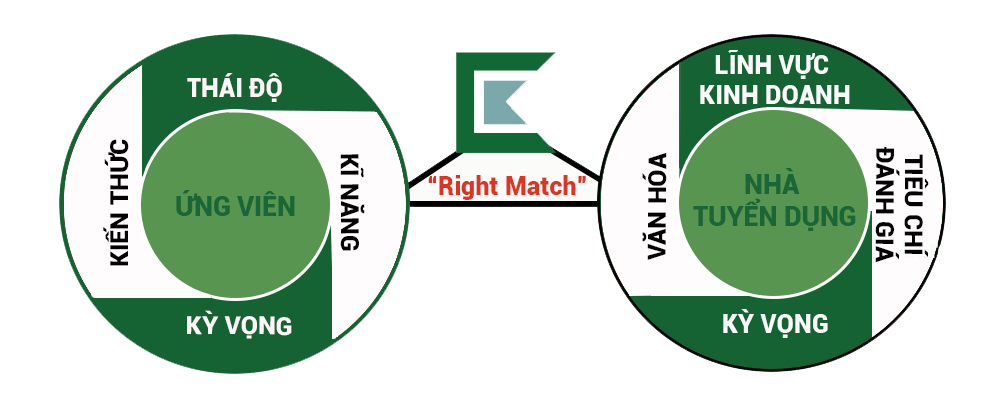 THÁI ĐỘ
KIẾN THỨC
ỨNG VIÊN
KĨ NĂNG
KỲ VỌNG
“Right Match”
LĨNH VỰC
KINH DOANH
VĂN HÓA
NHÀ
TUYỂN DỤNG
TIÊU CHÍ
ĐÁNH GIÁ
KỲ VỌNG